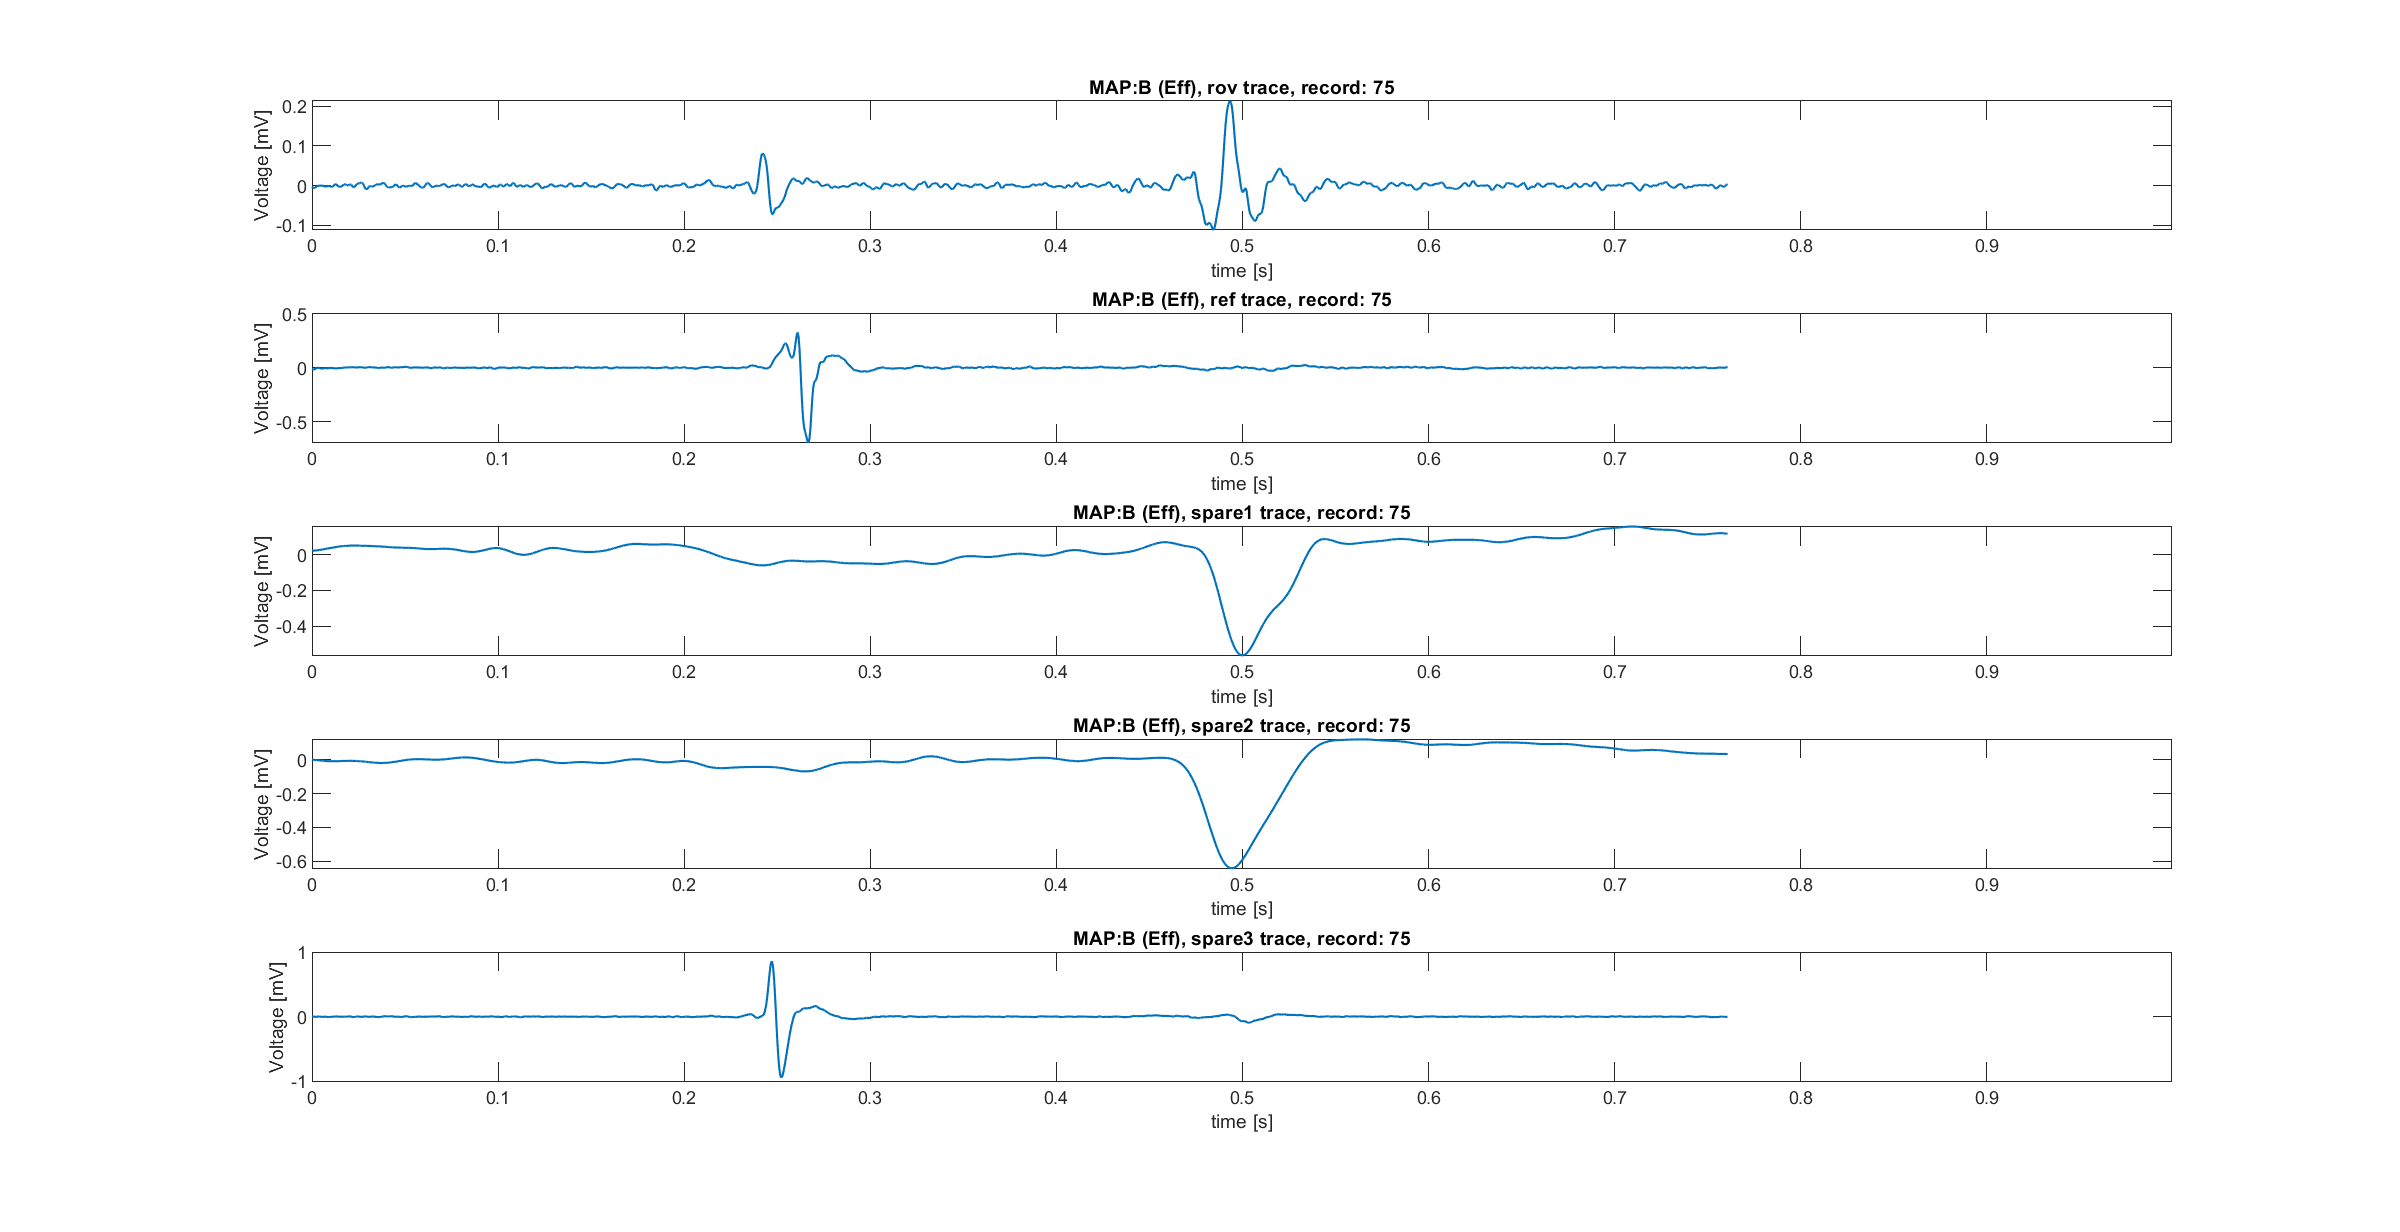 MAP:B (Eff), rov trace, record: 75
Voltage [mV]
0.2
0.1
0
-0.1
0 0.1 0.2 0.3 0.4 0.5 0.6 0.7 0.8 0.9
time [s]
MAP:B (Eff), ref trace, record: 75
Voltage [mV]
0.5
0
-0.5
0 0.1 0.2 0.3 0.4 0.5 0.6 0.7 0.8 0.9
time [s]
MAP:B (Eff), spare1 trace, record: 75
Voltage [mV]
0
-0.2
-0.4
0 0.1 0.2 0.3 0.4 0.5 0.6 0.7 0.8 0.9
time [s]
MAP:B (Eff), spare2 trace, record: 75
Voltage [mV]
0
-0.2
-0.4
-0.6
0 0.1 0.2 0.3 0.4 0.5 0.6 0.7 0.8 0.9
time [s]
MAP:B (Eff), spare3 trace, record: 75
Voltage [mV]
1
0
-1
0 0.1 0.2 0.3 0.4 0.5 0.6 0.7 0.8 0.9
time [s]